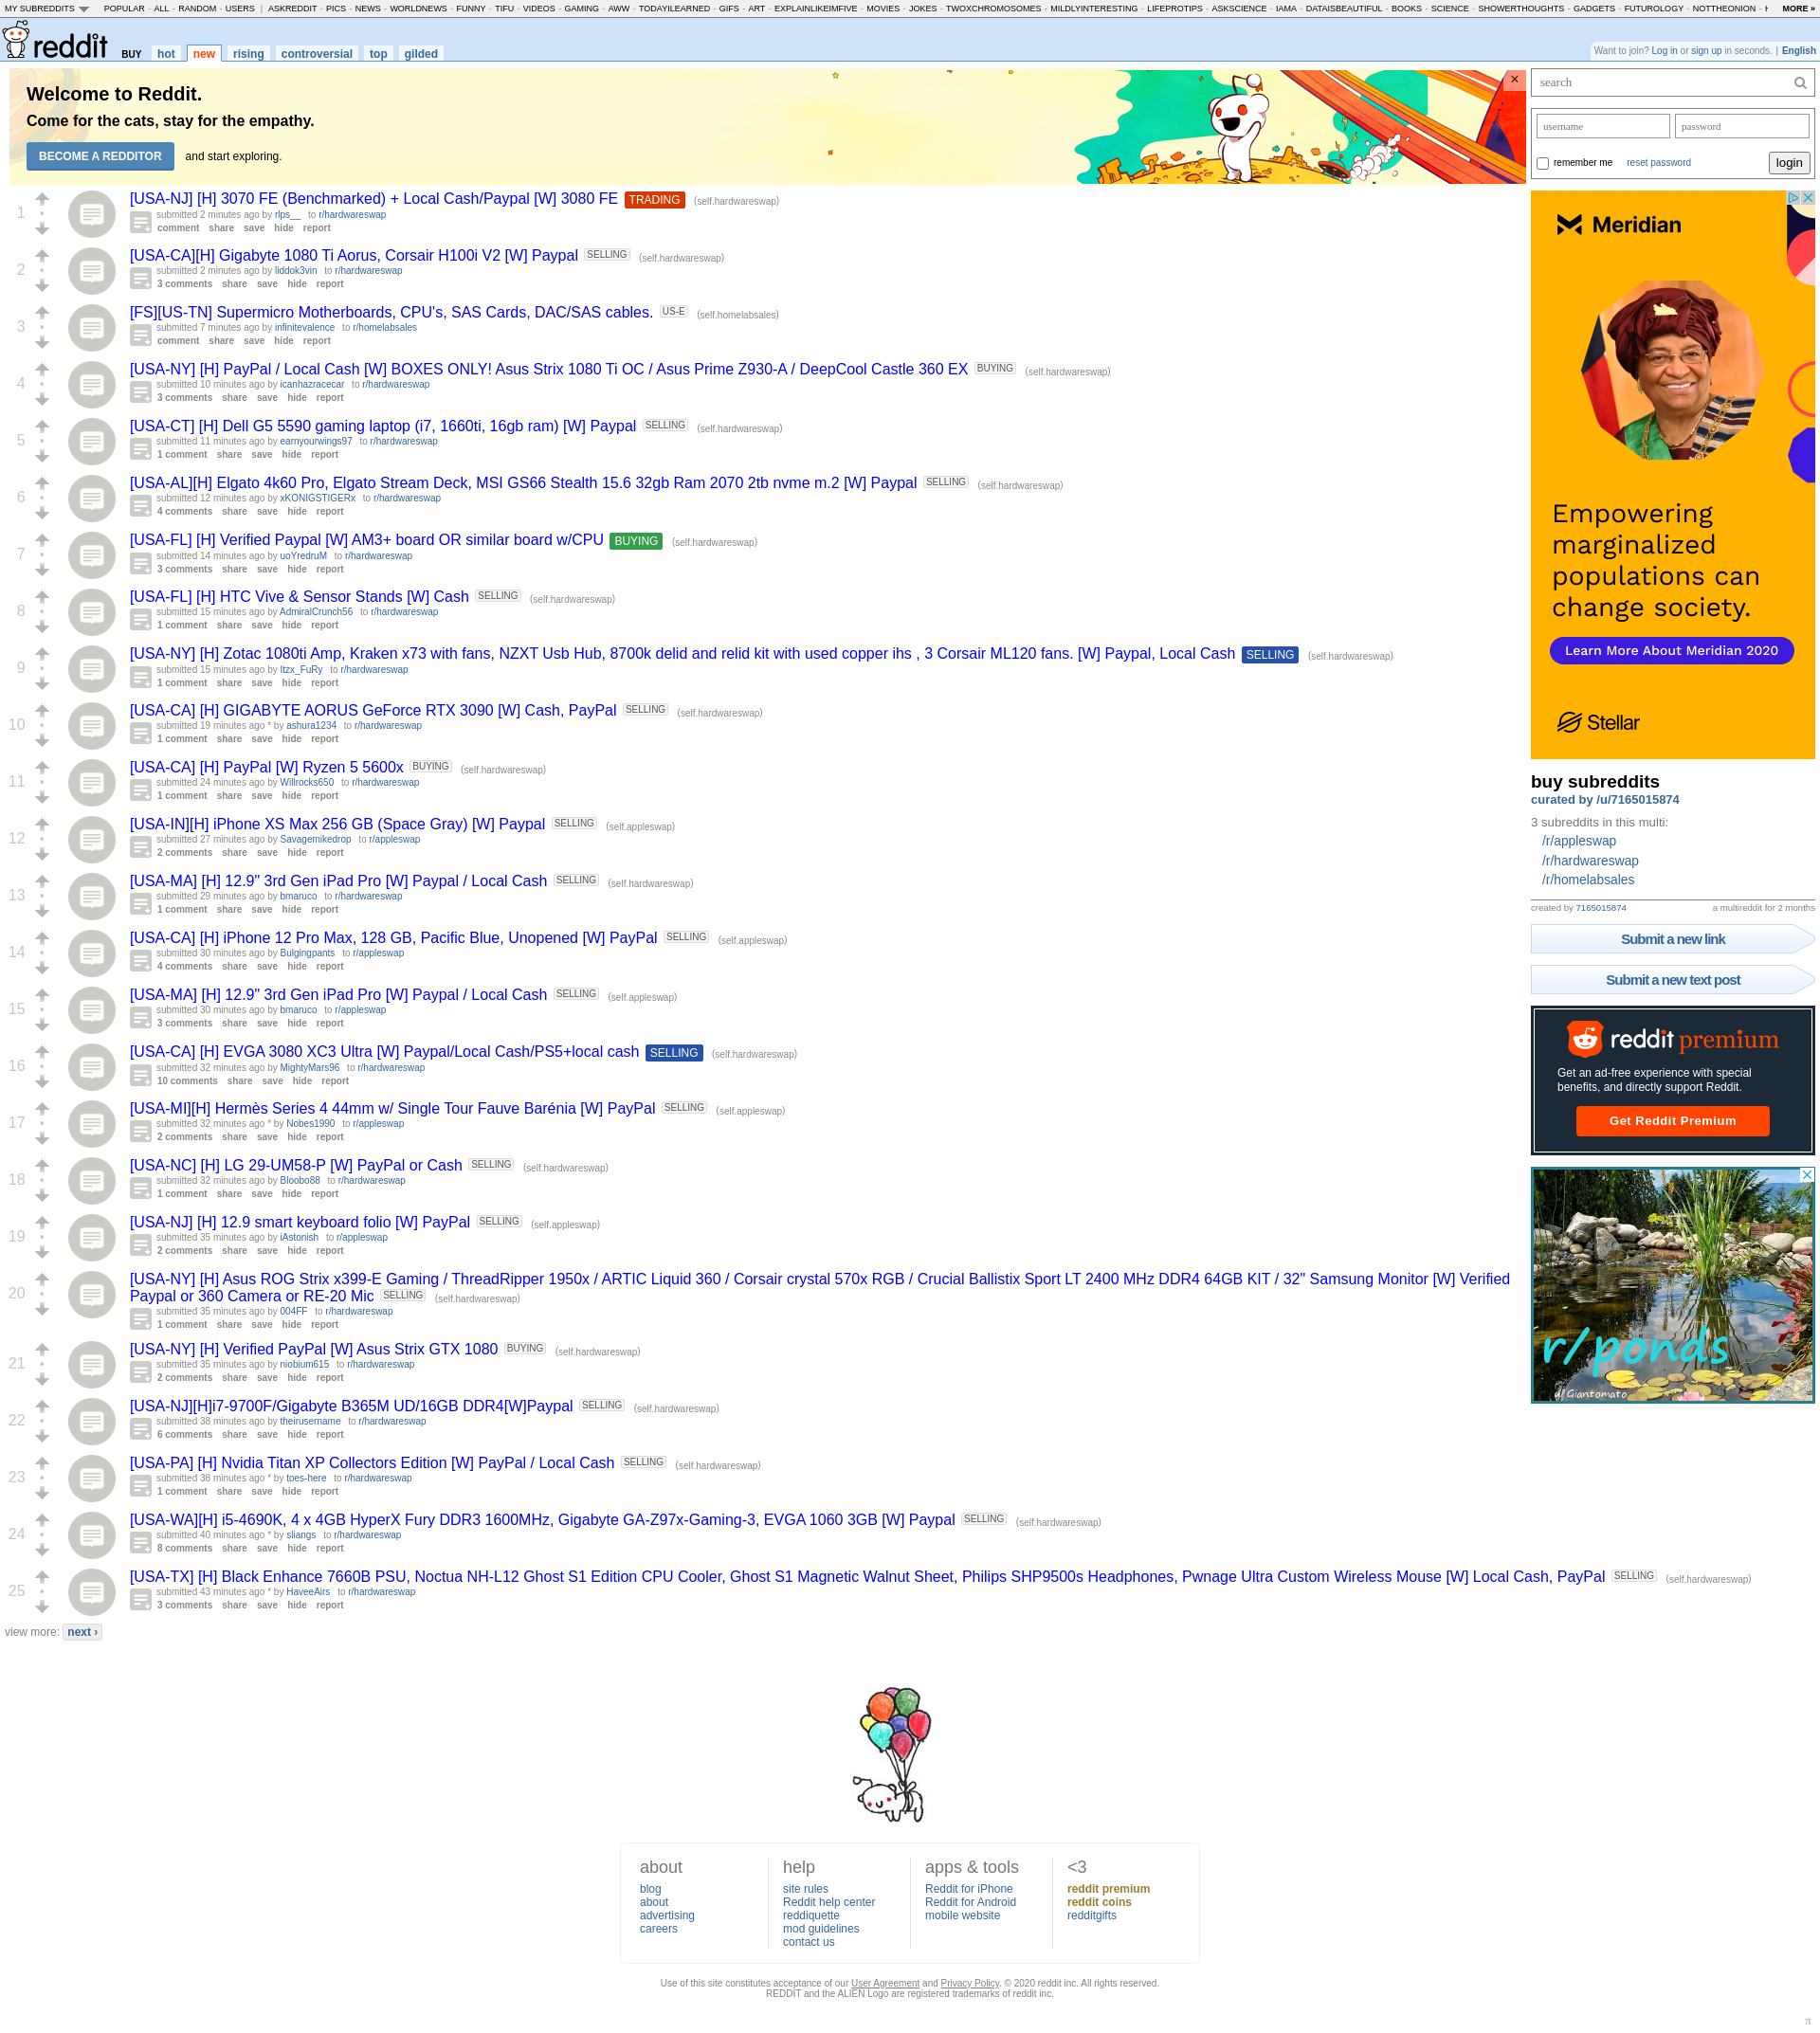 MY SUBREDDITS POPULAR - ALL - RANDOM - USERS | ASKREDDIT - PICS - NEWS - WORLDNEWS - FUNNY - TIFU - VIDEOS - GAMING - AWW - TODAYILEARNED - GIFS - ART - EXPLAINLIKEIMFIVE - MOVIES - JOKES - TWOXCHROMOSOMES - MILDLYINTERESTING - LIFEPROTIPS - ASKSCIENCE - IAMA - DATAISBEAUTIFUL - BOOKS - SCIENCE - SHOWERTHOUGHTS - GADGETS - FUTUROLOGY - NOTTHEONION - MORE »
reddit BUY hot new rising controversial top gilded
Want to join? Log in or sign up in seconds. | English
Welcome to Reddit.
Come for the cats, stay for the empathy.
BECOME A REDDITOR and start exploring.
×
1
[USA-NJ] [H] 3070 FE (Benchmarked) + Local Cash/Paypal [W] 3080 FE TRADING (self.hardwareswap)
submitted 2 minutes ago by rlps__ to r/hardwareswap
comment share save hide report
2
[USA-CA][H] Gigabyte 1080 Ti Aorus, Corsair H100i V2 [W] Paypal SELLING (self.hardwareswap)
submitted 2 minutes ago by liddok3vin to r/hardwareswap
3 comments share save hide report
3
[FS][US-TN] Supermicro Motherboards, CPU's, SAS Cards, DAC/SAS cables. US-E (self.homelabsales)
submitted 7 minutes ago by infinitevalence to r/homelabsales
comment share save hide report
4
[USA-NY] [H] PayPal / Local Cash [W] BOXES ONLY! Asus Strix 1080 Ti OC / Asus Prime Z930-A / DeepCool Castle 360 EX BUYING (self.hardwareswap)
submitted 10 minutes ago by icanhazracecar to r/hardwareswap
3 comments share save hide report
5
[USA-CT] [H] Dell G5 5590 gaming laptop (i7, 1660ti, 16gb ram) [W] Paypal SELLING (self.hardwareswap)
submitted 11 minutes ago by earnyourwings97 to r/hardwareswap
1 comment share save hide report
6
[USA-AL][H] Elgato 4k60 Pro, Elgato Stream Deck, MSI GS66 Stealth 15.6 32gb Ram 2070 2tb nvme m.2 [W] Paypal SELLING (self.hardwareswap)
submitted 12 minutes ago by xKONIGSTIGERx to r/hardwareswap
4 comments share save hide report
7
[USA-FL] [H] Verified Paypal [W] AM3+ board OR similar board w/CPU BUYING (self.hardwareswap)
submitted 14 minutes ago by uoYredruM to r/hardwareswap
3 comments share save hide report
8
[USA-FL] [H] HTC Vive & Sensor Stands [W] Cash SELLING (self.hardwareswap)
submitted 15 minutes ago by AdmiralCrunch56 to r/hardwareswap
1 comment share save hide report
9
[USA-NY] [H] Zotac 1080ti Amp, Kraken x73 with fans, NZXT Usb Hub, 8700k delid and relid kit with used copper ihs , 3 Corsair ML120 fans. [W] Paypal, Local Cash SELLING (self.hardwareswap)
submitted 15 minutes ago by Itzx_FuRy to r/hardwareswap
1 comment share save hide report
10
[USA-CA] [H] GIGABYTE AORUS GeForce RTX 3090 [W] Cash, PayPal SELLING (self.hardwareswap)
submitted 19 minutes ago * by ashura1234 to r/hardwareswap
1 comment share save hide report
11
[USA-CA] [H] PayPal [W] Ryzen 5 5600x BUYING (self.hardwareswap)
submitted 24 minutes ago by Willrocks650 to r/hardwareswap
1 comment share save hide report
12
[USA-IN][H] iPhone XS Max 256 GB (Space Gray) [W] Paypal SELLING (self.appleswap)
submitted 27 minutes ago by Savagemikedrop to r/appleswap
2 comments share save hide report
13
[USA-MA] [H] 12.9" 3rd Gen iPad Pro [W] Paypal / Local Cash SELLING (self.hardwareswap)
submitted 29 minutes ago by bmaruco to r/hardwareswap
1 comment share save hide report
14
[USA-CA] [H] iPhone 12 Pro Max, 128 GB, Pacific Blue, Unopened [W] PayPal SELLING (self.appleswap)
submitted 30 minutes ago by Bulgingpants to r/appleswap
4 comments share save hide report
15
[USA-MA] [H] 12.9" 3rd Gen iPad Pro [W] Paypal / Local Cash SELLING (self.appleswap)
submitted 30 minutes ago by bmaruco to r/appleswap
3 comments share save hide report
16
[USA-CA] [H] EVGA 3080 XC3 Ultra [W] Paypal/Local Cash/PS5+local cash SELLING (self.hardwareswap)
submitted 32 minutes ago by MightyMars96 to r/hardwareswap
10 comments share save hide report
17
[USA-MI][H] Hermès Series 4 44mm w/ Single Tour Fauve Barénia [W] PayPal SELLING (self.appleswap)
submitted 32 minutes ago * by Nobes1990 to r/appleswap
2 comments share save hide report
18
[USA-NC] [H] LG 29-UM58-P [W] PayPal or Cash SELLING (self.hardwareswap)
submitted 32 minutes ago by Bloobo88 to r/hardwareswap
1 comment share save hide report
19
[USA-NJ] [H] 12.9 smart keyboard folio [W] PayPal SELLING (self.appleswap)
submitted 35 minutes ago by iAstonish to r/appleswap
2 comments share save hide report
20
[USA-NY] [H] Asus ROG Strix x399-E Gaming / ThreadRipper 1950x / ARTIC Liquid 360 / Corsair crystal 570x RGB / Crucial Ballistix Sport LT 2400 MHz DDR4 64GB KIT / 32" Samsung Monitor [W] Verified
Paypal or 360 Camera or RE-20 Mic SELLING (self.hardwareswap)
submitted 35 minutes ago by 004FF to r/hardwareswap
1 comment share save hide report
21
[USA-NY] [H] Verified PayPal [W] Asus Strix GTX 1080 BUYING (self.hardwareswap)
submitted 35 minutes ago by niobium615 to r/hardwareswap
2 comments share save hide report
22
[USA-NJ][H]i7-9700F/Gigabyte B365M UD/16GB DDR4[W]Paypal SELLING (self.hardwareswap)
submitted 38 minutes ago by theirusername to r/hardwareswap
6 comments share save hide report
23
[USA-PA] [H] Nvidia Titan XP Collectors Edition [W] PayPal / Local Cash SELLING (self.hardwareswap)
submitted 38 minutes ago * by toes-here to r/hardwareswap
1 comment share save hide report
24
[USA-WA][H] i5-4690K, 4 x 4GB HyperX Fury DDR3 1600MHz, Gigabyte GA-Z97x-Gaming-3, EVGA 1060 3GB [W] Paypal SELLING (self.hardwareswap)
submitted 40 minutes ago * by sliangs to r/hardwareswap
8 comments share save hide report
25
[USA-TX] [H] Black Enhance 7660B PSU, Noctua NH-L12 Ghost S1 Edition CPU Cooler, Ghost S1 Magnetic Walnut Sheet, Philips SHP9500s Headphones, Pwnage Ultra Custom Wireless Mouse [W] Local Cash, PayPal SELLING (self.hardwareswap)
submitted 43 minutes ago * by HaveeAirs to r/hardwareswap
3 comments share save hide report
view more: next ›
search
username password
remember me reset password login
Meridian
Empowering
marginalized
populations can
change society.
Learn More About Meridian 2020
Stellar
buy subreddits
curated by /u/7165015874
3 subreddits in this multi:
/r/appleswap
/r/hardwareswap
/r/homelabsales
created by 7165015874 a multireddit for 2 months
Submit a new link
Submit a new text post
reddit premium
Get an ad-free experience with special
benefits, and directly support Reddit.
Get Reddit Premium
r/ponds
u/Giantomato
about
blog
about
advertising
careers
help
site rules
Reddit help center
reddiquette
mod guidelines
contact us
apps & tools
Reddit for iPhone
Reddit for Android
mobile website
<3
reddit premium
reddit coins
redditgifts
Use of this site constitutes acceptance of our User Agreement and Privacy Policy. © 2020 reddit inc. All rights reserved.
REDDIT and the ALIEN Logo are registered trademarks of reddit inc.
π